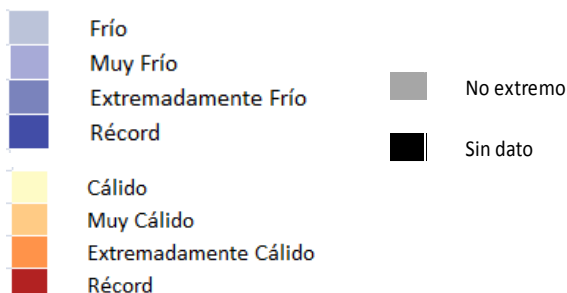 Frío
Muy Frío
Extremadamente Frío
Récord
Cálido
Muy Cálido
Extremadamente Cálido
Récord
No extremo
Sin dato